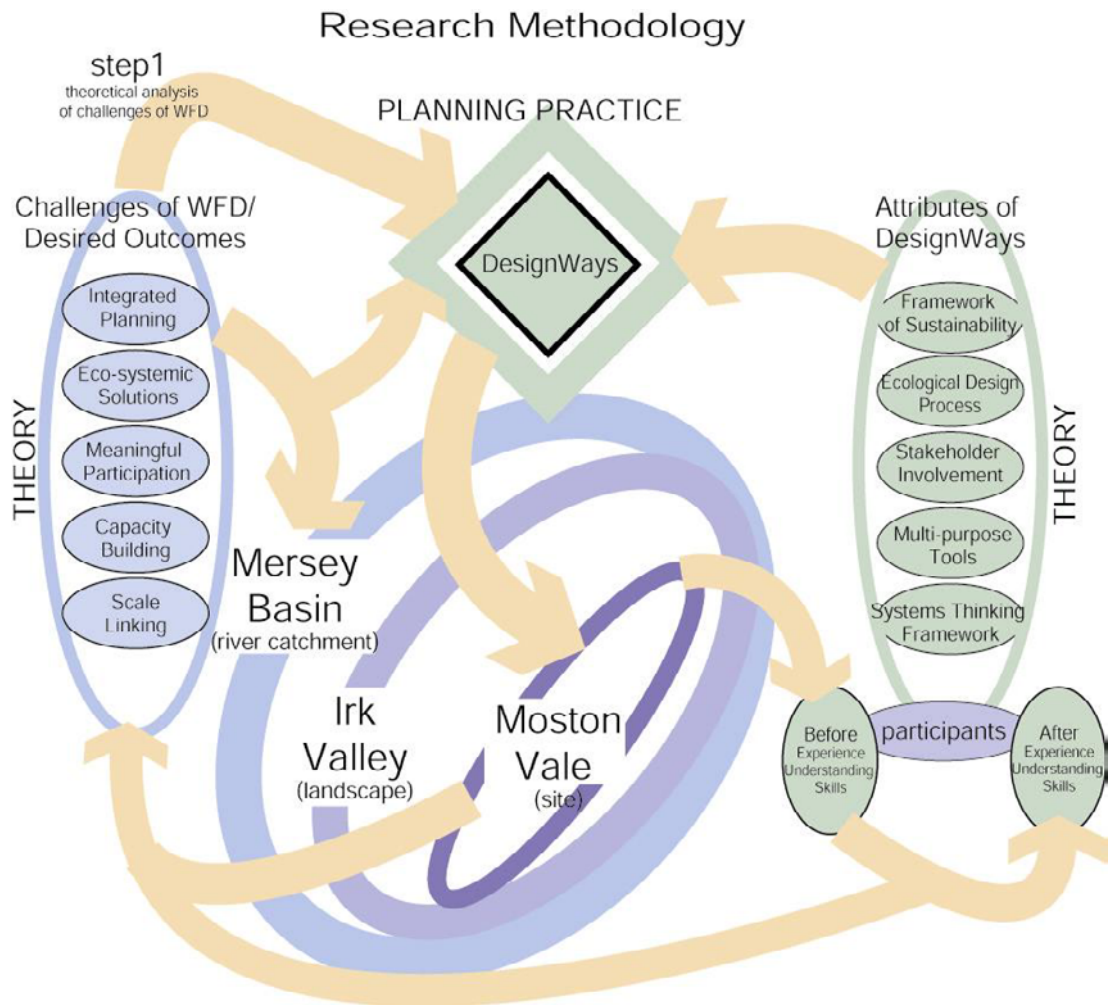 Research Methodology
step1
theoretical analysis
of challenges of WFD
PLANNING PRACTICE
DesignWays
Challenges of WFD/
Desired Outcomes
Integrated
Planning
Eco-systemic
Solutions
Meaningful
Participation
Capacity
Building
Scale
Linking
THEORY
Attributes of
DesignWays
Framework
of Sustainability
Ecological Design
Process
Stakeholder
Involvement
Multi-purpose
Tools
Systems Thinking
Framework
THEORY
Mersey
Basin
(river catchment)
Irk
Valley
(landscape)
Moston
Vale
(site)
Before
Experience
Understanding
Skills
participants
After
Experience
Understanding
Skills